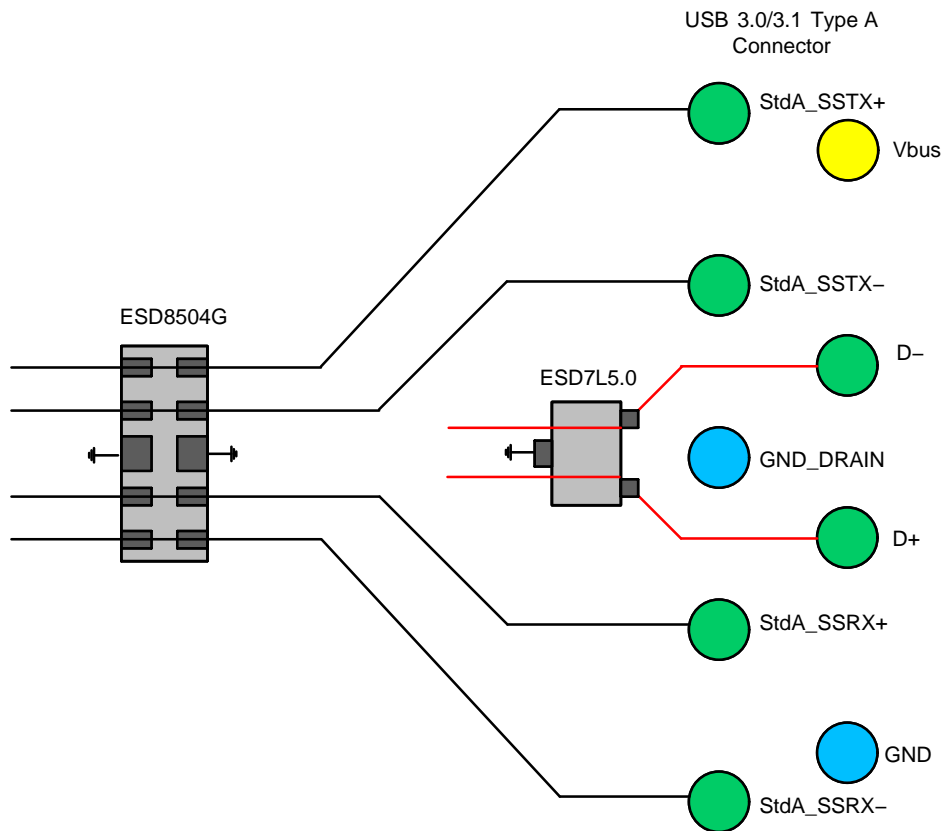 USB 3.0/3.1 Type A
Connector
StdA_SSTX+
Vbus
StdA_SSTX−
ESD8504G
D−
ESD7L5.0
GND_DRAIN
D+
StdA_SSRX+
GND
StdA_SSRX−